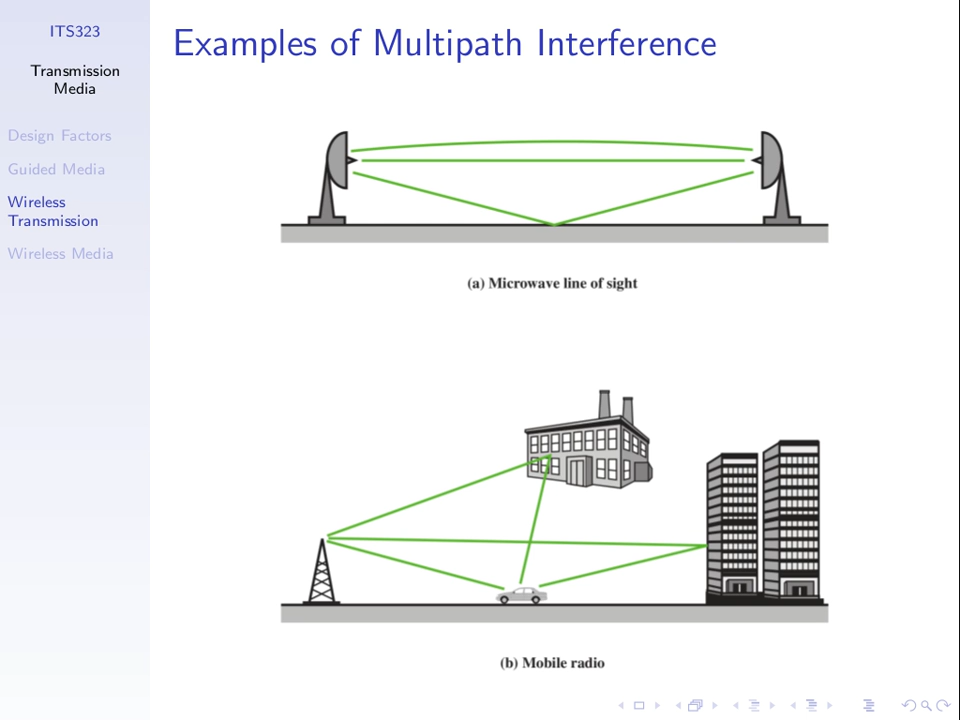 ITS323
Transmission
Media
Design Factors
Guided Media
Wireless
Transmission
Wireless Media
Examples of Multipath Interference
(a) Microwave line of sight
(b) Mobile radio